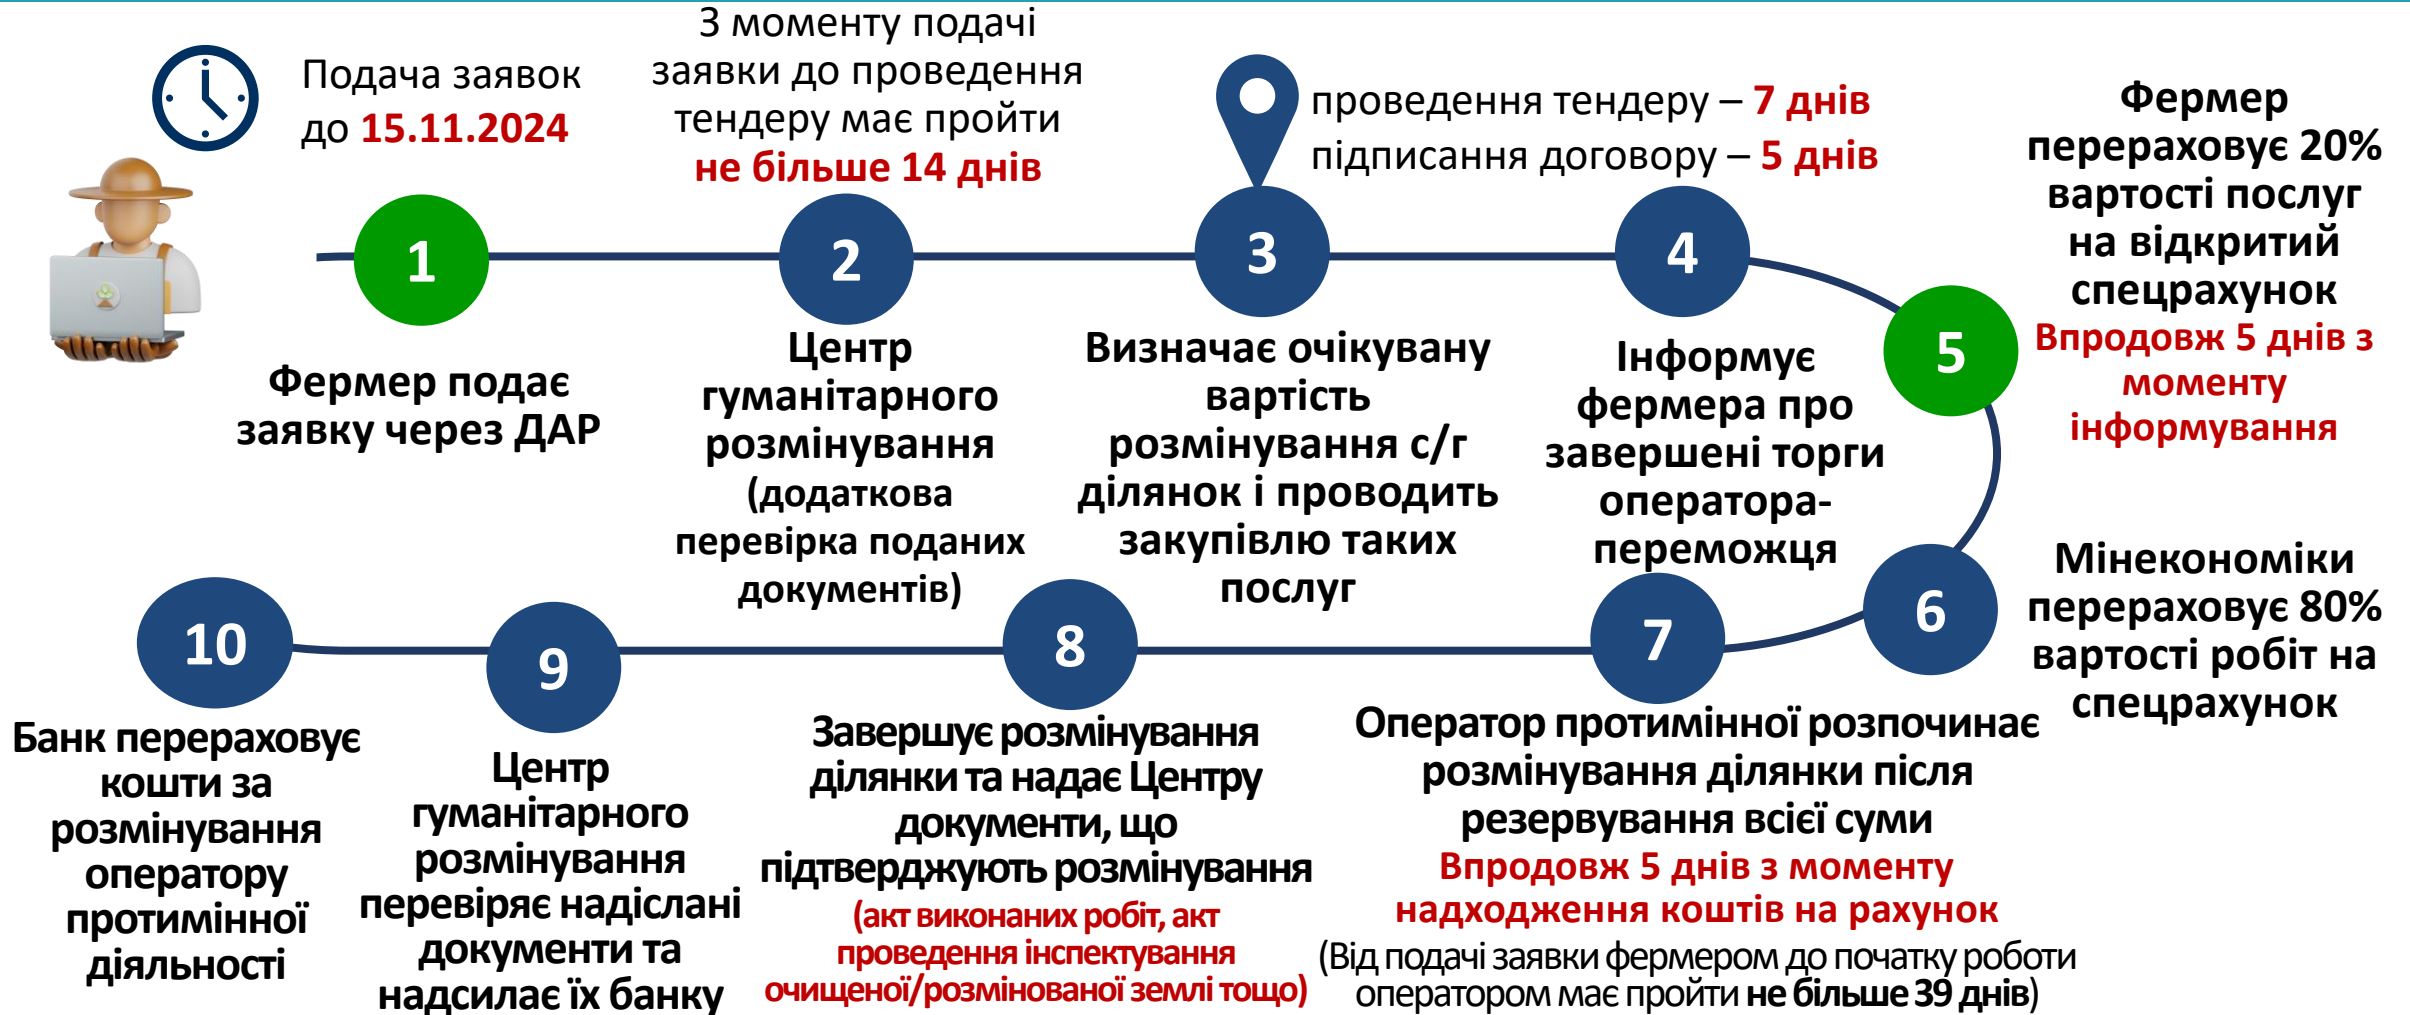 Подача заявок
до 15.11.2024
З моменту подачі
заявки до проведення
тендеру має пройти
не більше 14 днів
проведення тендеру – 7 днів
підписання договору – 5 днів
1
Фермер подає
заявку через ДАР
2
Центр
гуманітарного
розмінування
(додаткова
перевірка поданих
документів)
3
Визначає очікувану
вартість
розмінування с/г
ділянок і проводить
закупівлю таких
послуг
4
Інформує
фермера про
завершені торги
оператора-
переможця
5
Фермер
перераховує 20%
вартості послуг
на відкритий
спецрахунок
Впродовж 5 днів з
моменту
інформування
6
Мінекономіки
перераховує 80%
вартості робіт на
спецрахунок
7
Оператор протимінної розпочинає
розмінування ділянки після
резервування всієї суми
Впродовж 5 днів з моменту
надходження коштів на рахунок
(Від подачі заявки фермером до початку роботи
оператором має пройти не більше 39 днів)
8
Завершує розмінування
ділянки та надає Центру
документи, що
підтверджують розмінування
(акт виконаних робіт, акт
проведення інспектування
очищеної/розмінованої землі тощо)
9
Центр
гуманітарного
розмінування
перевіряє надіслані
документи та
надсилає їх банку
10
Банк перераховує
кошти за
розмінування
оператору
протимінної
діяльності